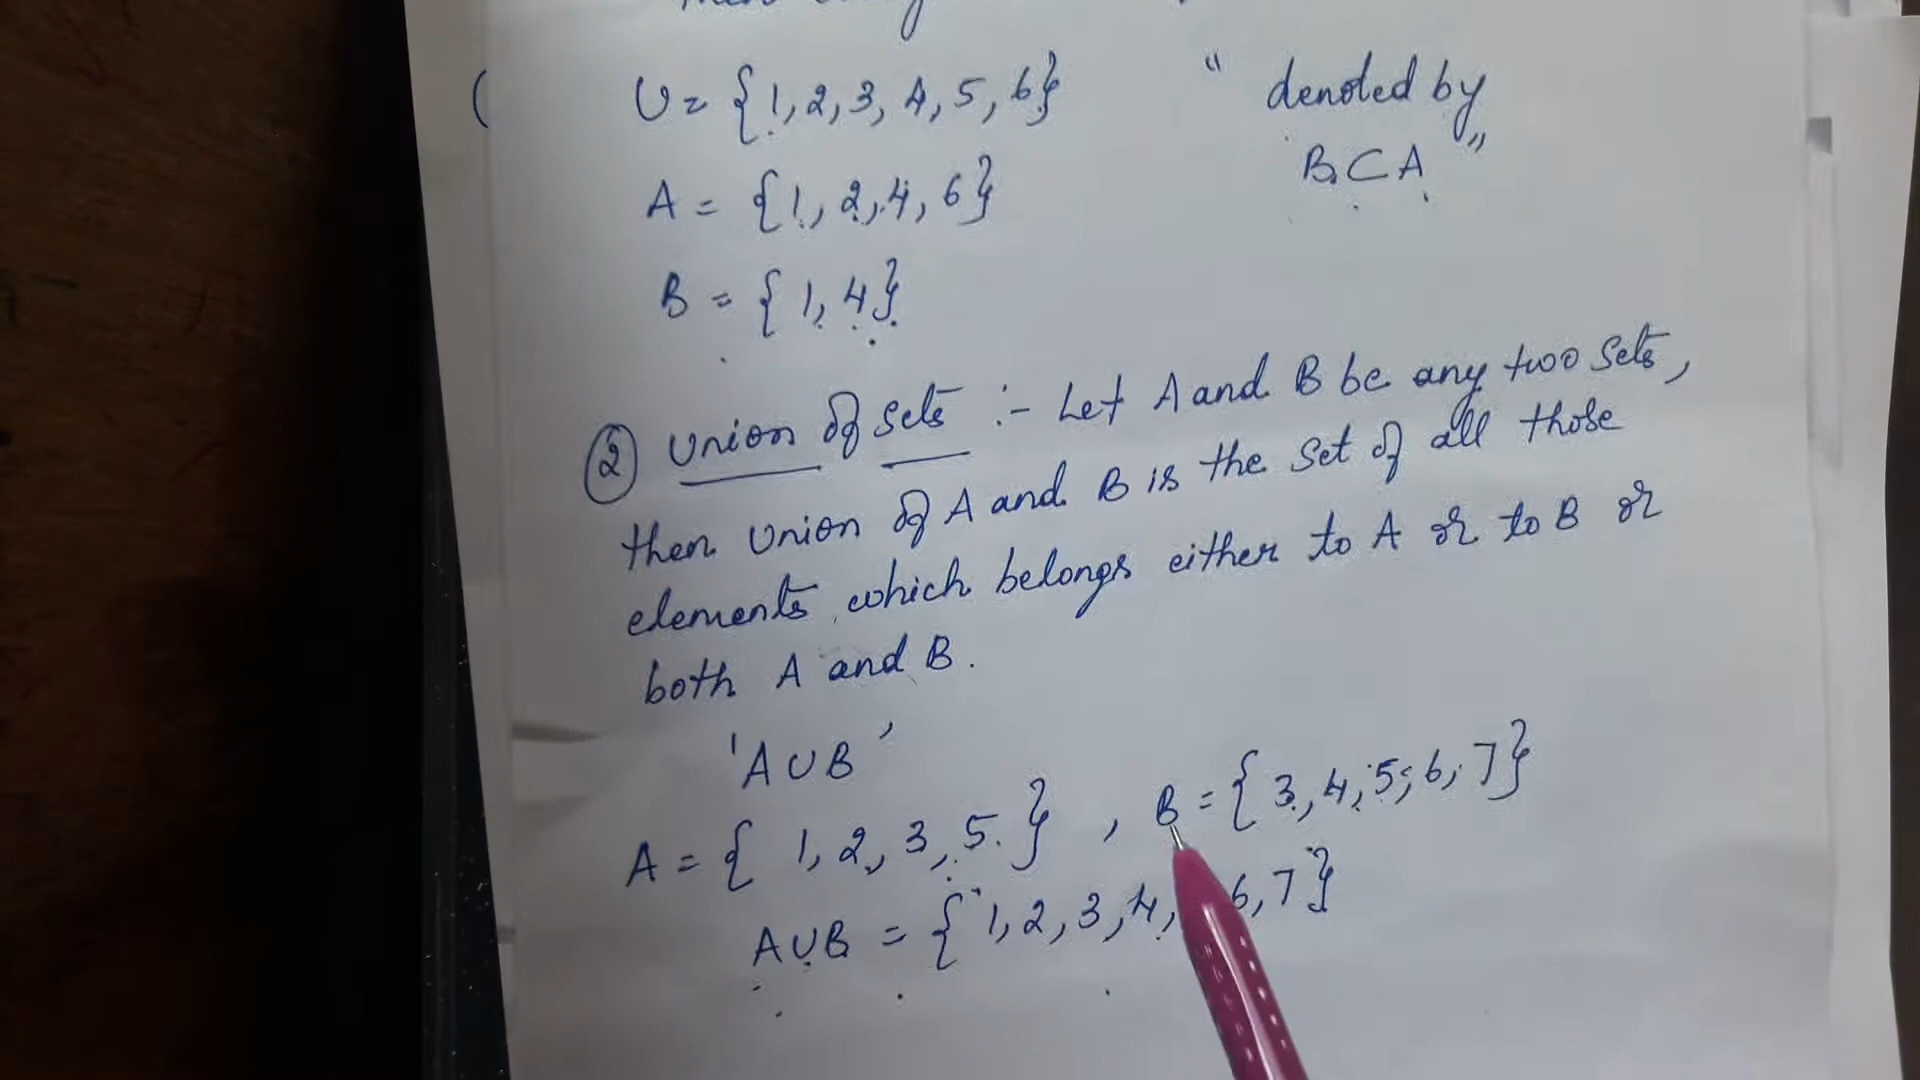 U = {1, 2, 3, 4, 5, 6} " denoted by
A = {1, 2, 4, 6} B ⊂ A "
B = {1, 4}
② Union of sets :- Let A and B be any two sets,
then Union of A and B is the set of all those
elements which belongs either to A or to B or
both A and B.
'A∪B'
A = { 1, 2, 3, 5 } , B = {3, 4, 5, 6, 7}
A∪B = {1, 2, 3, 4, 6, 7}